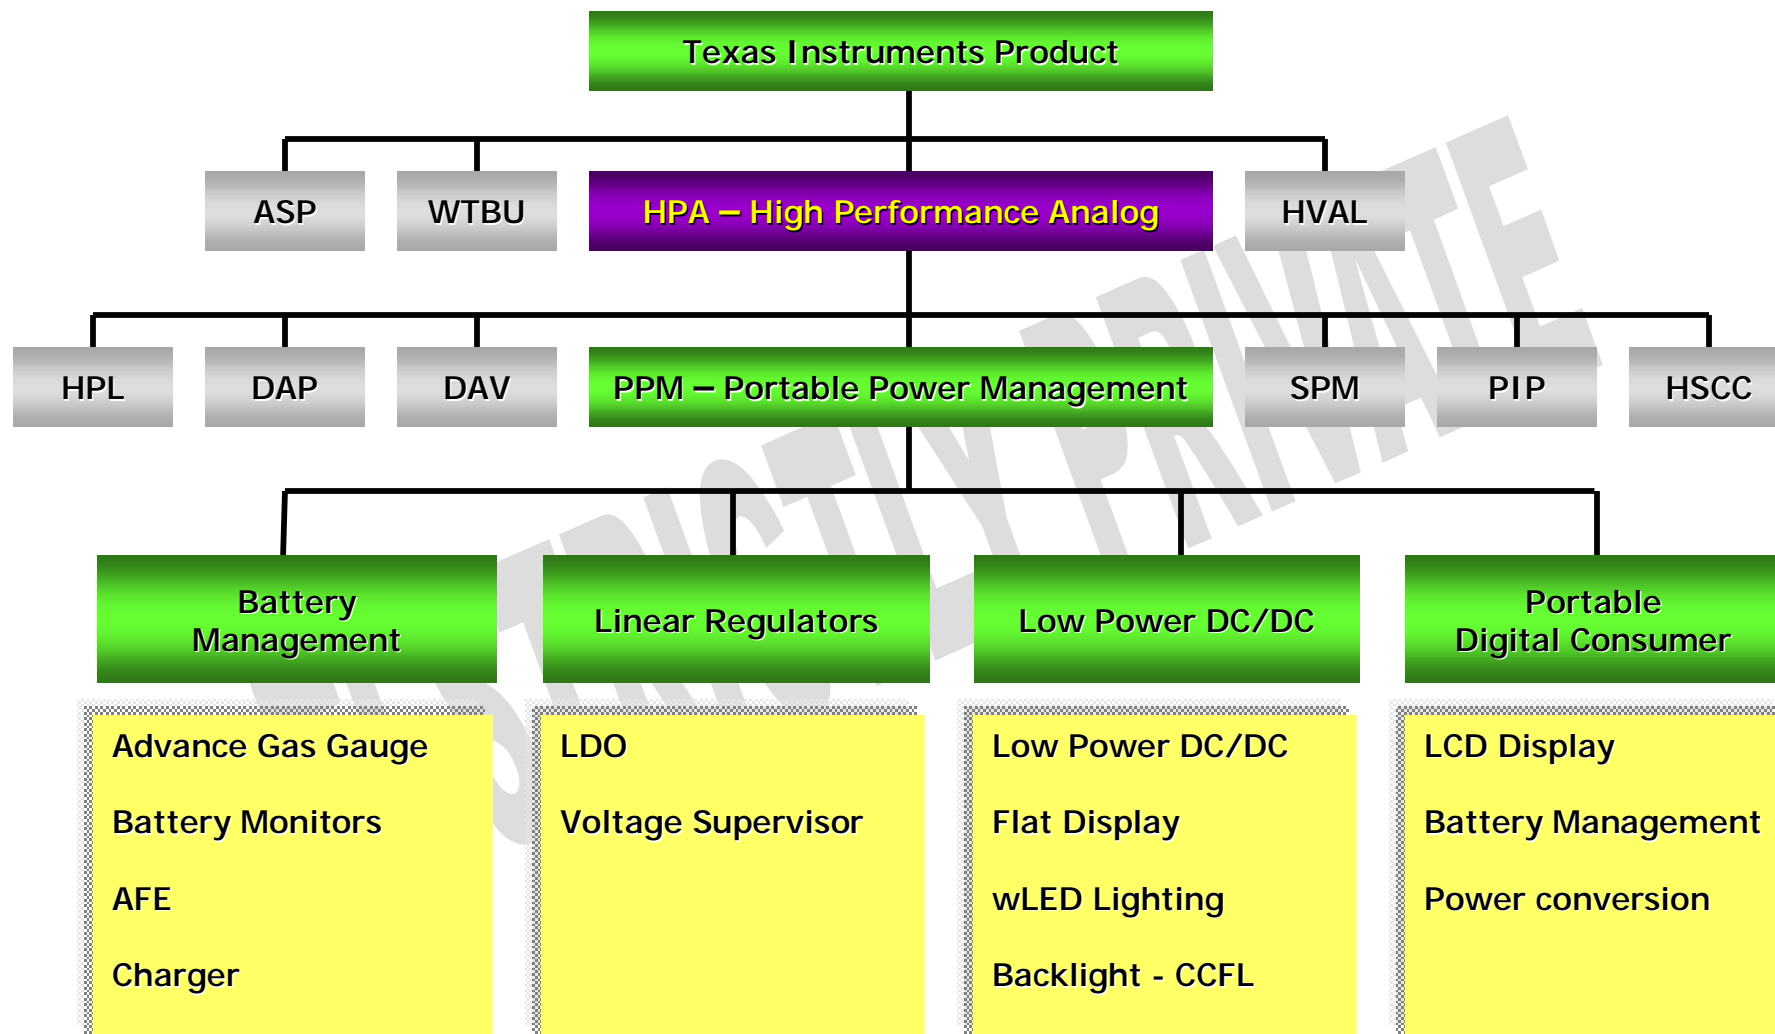 Texas Instruments Product
ASP
WTBU
HPA – High Performance Analog
HVAL
HPL
DAP
DAV
PPM – Portable Power Management
SPM
PIP
HSCC
Battery
Management
Linear Regulators
Low Power DC/DC
Portable
Digital Consumer
Advance Gas Gauge
Battery Monitors
AFE
Charger
LDO
Voltage Supervisor
Low Power DC/DC
Flat Display
wLED Lighting
Backlight - CCFL
LCD Display
Battery Management
Power conversion
STRICTLY PRIVATE